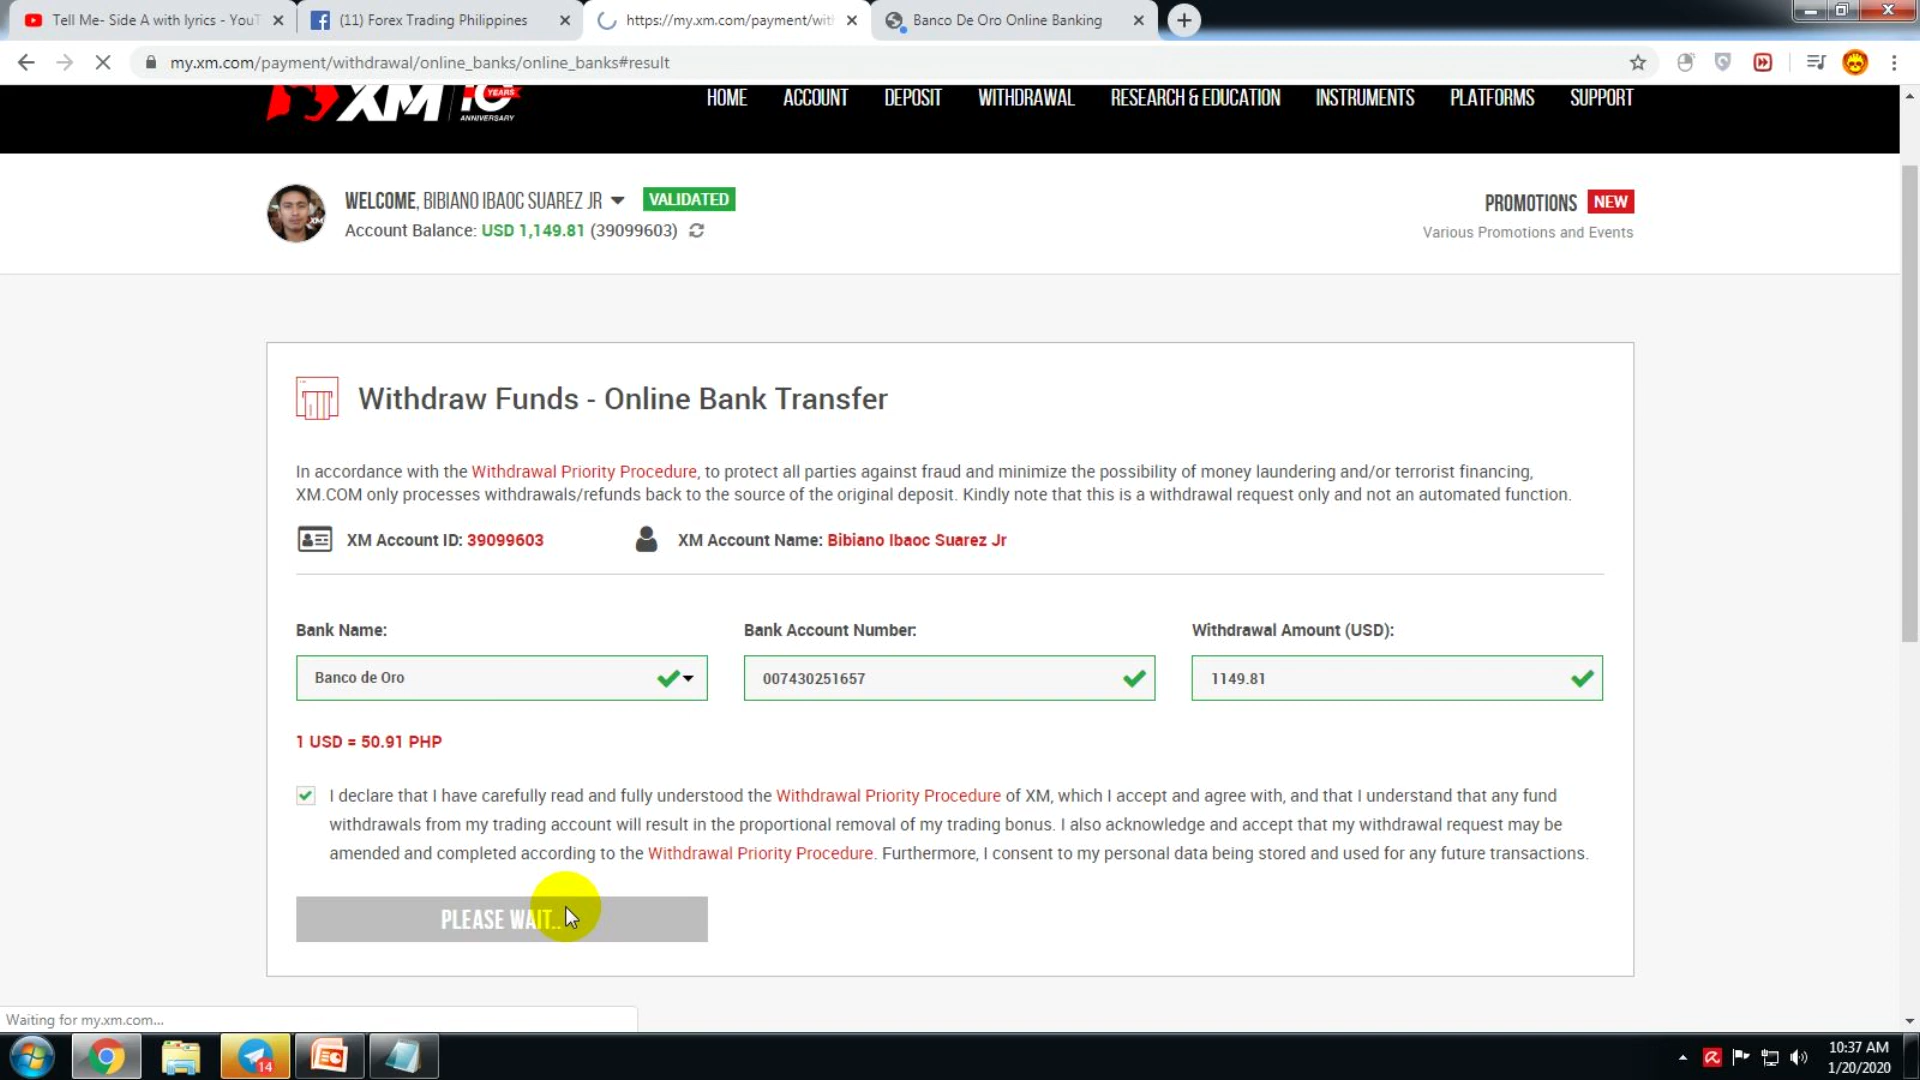 Tell Me- Side A with lyrics - YouT
(11) Forex Trading Philippines
https://my.xm.com/payment/wit
Banco De Oro Online Banking
my.xm.com/payment/withdrawal/online_banks/online_banks#result
XM 10 YEARS ANNIVERSARY
HOME ACCOUNT DEPOSIT WITHDRAWAL RESEARCH & EDUCATION INSTRUMENTS PLATFORMS SUPPORT
WELCOME, BIBIANO IBAOC SUAREZ JR VALIDATED
Account Balance: USD 1,149.81 (39099603)
PROMOTIONS NEW
Various Promotions and Events
Withdraw Funds - Online Bank Transfer
In accordance with the Withdrawal Priority Procedure, to protect all parties against fraud and minimize the possibility of money laundering and/or terrorist financing,
XM.COM only processes withdrawals/refunds back to the source of the original deposit. Kindly note that this is a withdrawal request only and not an automated function.
XM Account ID: 39099603 XM Account Name: Bibiano Ibaoc Suarez Jr
Bank Name: Bank Account Number: Withdrawal Amount (USD):
Banco de Oro 007430251657 1149.81
1 USD = 50.91 PHP
I declare that I have carefully read and fully understood the Withdrawal Priority Procedure of XM, which I accept and agree with, and that I understand that any fund
withdrawals from my trading account will result in the proportional removal of my trading bonus. I also acknowledge and accept that my withdrawal request may be
amended and completed according to the Withdrawal Priority Procedure. Furthermore, I consent to my personal data being stored and used for any future transactions.
PLEASE WAIT..
Waiting for my.xm.com...
14
10:37 AM
1/20/2020